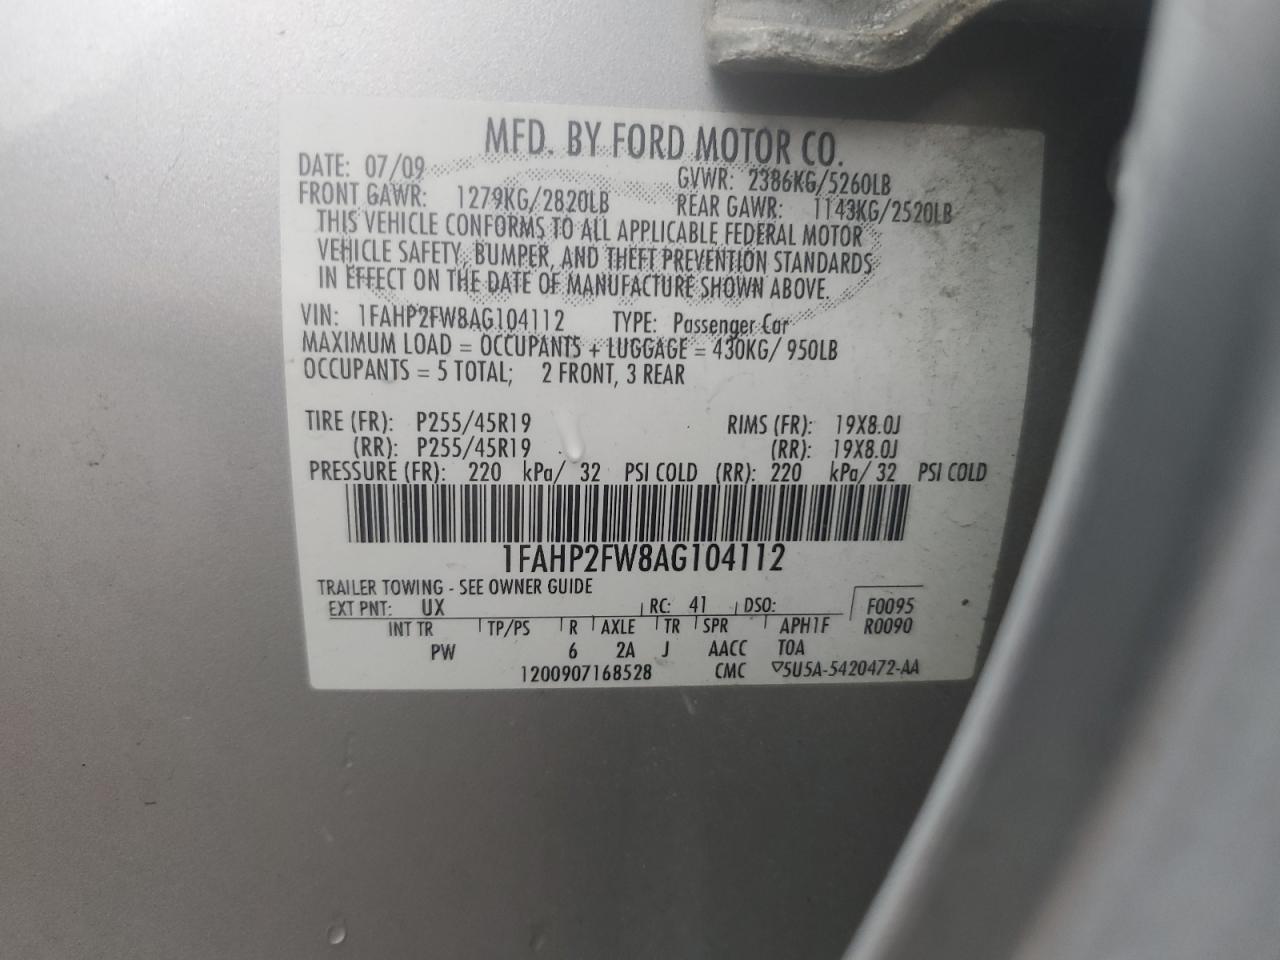 MFD. BY FORD MOTOR CO.
DATE: 07/09 GVWR: 2386KG/5260LB
FRONT GAWR: 1279KG/2820LB REAR GAWR: 1143KG/2520LB
THIS VEHICLE CONFORMS TO ALL APPLICABLE FEDERAL MOTOR
VEHICLE SAFETY, BUMPER, AND THEFT PREVENTION STANDARDS
IN EFFECT ON THE DATE OF MANUFACTURE SHOWN ABOVE.
VIN: 1FAHP2FW8AG104112 TYPE: Passenger Car
MAXIMUM LOAD = OCCUPANTS + LUGGAGE = 430KG/ 950LB
OCCUPANTS = 5 TOTAL; 2 FRONT, 3 REAR
TIRE (FR): P255/45R19 RIMS (FR): 19X8.0J
(RR): P255/45R19 (RR): 19X8.0J
PRESSURE (FR): 220 kPa/ 32 PSI COLD (RR): 220 kPa/ 32 PSI COLD
1FAHP2FW8AG104112
TRAILER TOWING - SEE OWNER GUIDE
EXT PNT: UX RC: 41 DSO: F0095
INT TR TP/PS R AXLE TR SPR APH1F R0090
PW 6 2A J AACC TOA
1200907168528 CMC ▽5U5A-5420472-AA